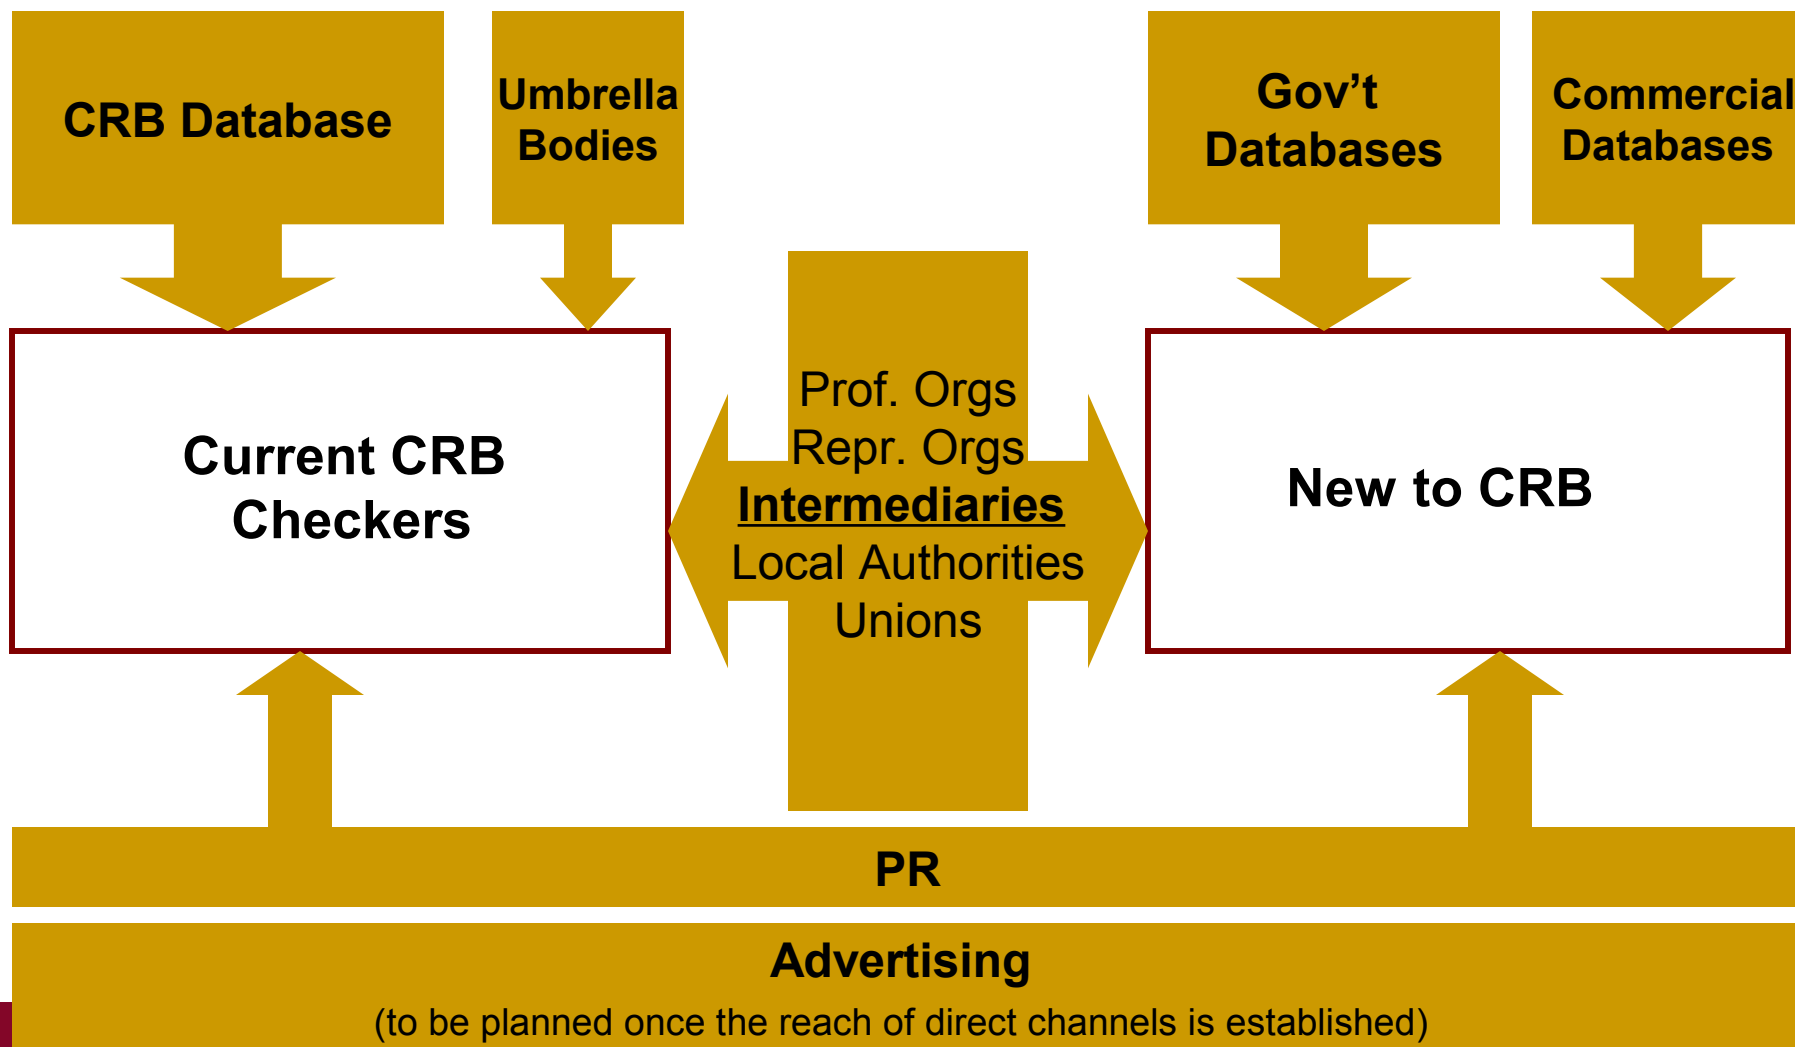 CRB Database
Umbrella
Bodies
Gov’t
Databases
Commercial
Databases
Current CRB
Checkers
Prof. Orgs
Repr. Orgs
Intermediaries
Local Authorities
Unions
New to CRB
PR
Advertising
(to be planned once the reach of direct channels is established)